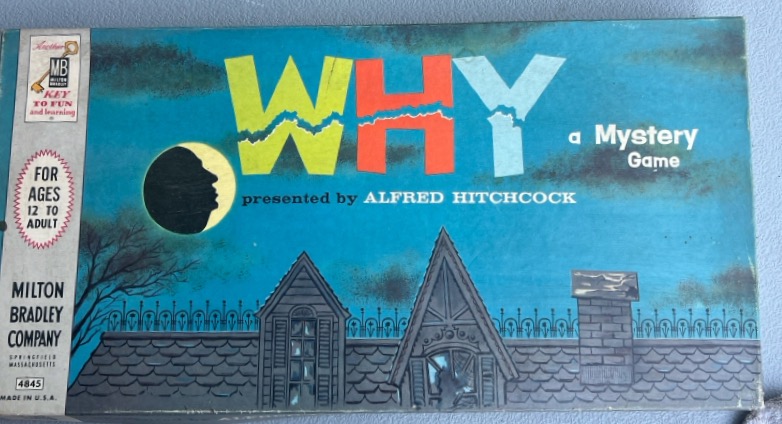 Another
MB
MILTON
BRADLEY
KEY
TO FUN
and learning
FOR
AGES
12 TO
ADULT
MILTON
BRADLEY
COMPANY
SPRINGFIELD
MASSACHUSETTS
4845
MADE IN U.S.A.
WHY
a Mystery
Game
presented by ALFRED HITCHCOCK